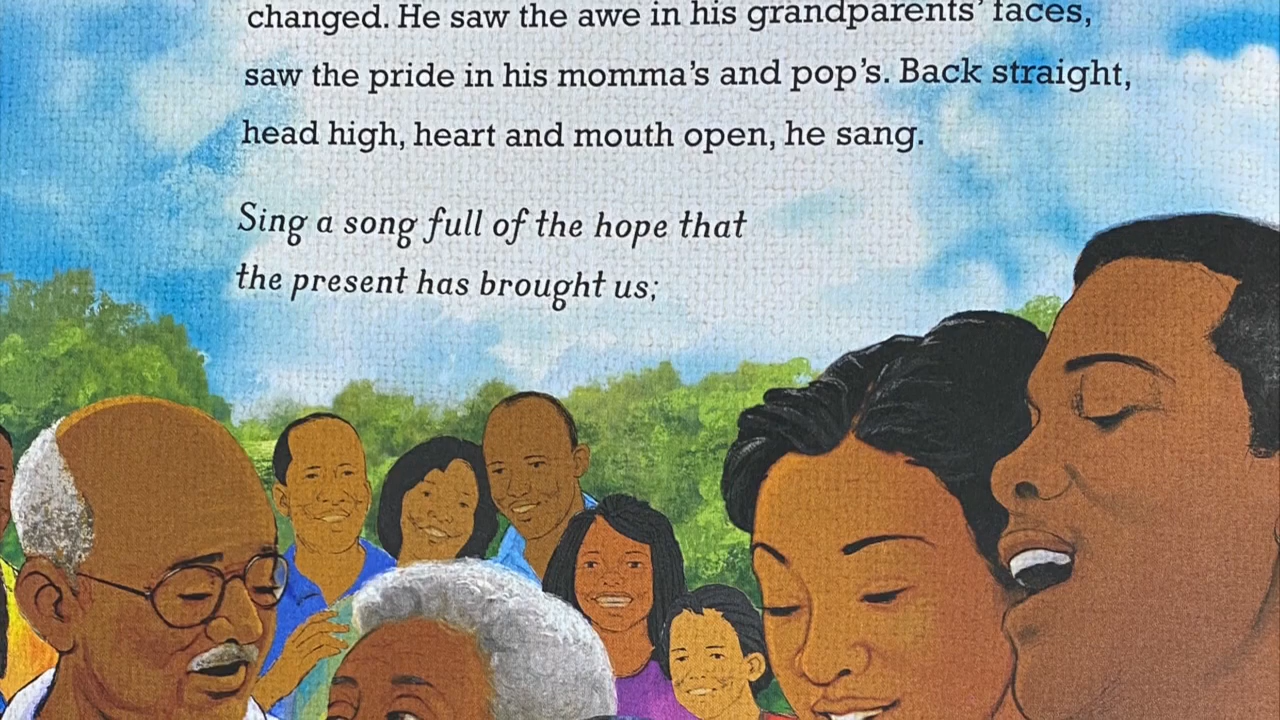 changed. He saw the awe in his grandparents’ faces,
saw the pride in his momma’s and pop’s. Back straight,
head high, heart and mouth open, he sang.
Sing a song full of the hope that
the present has brought us;